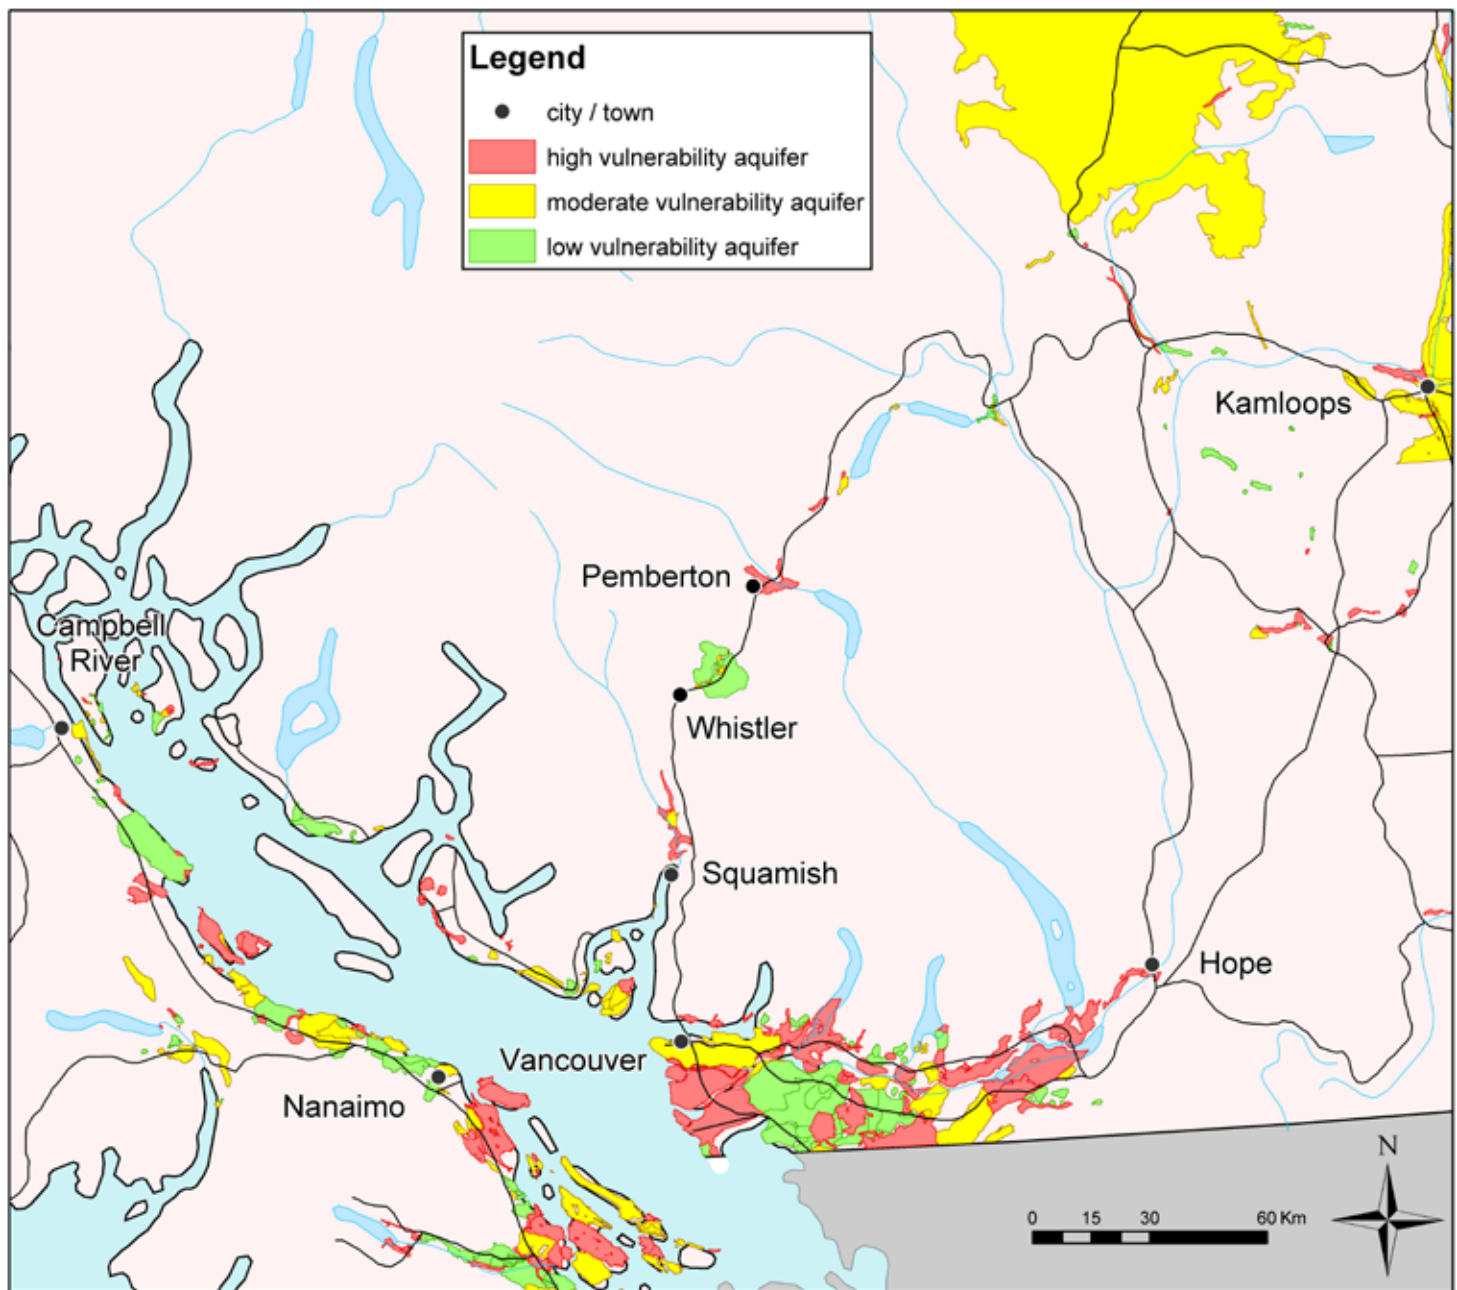 Legend
city / town
high vulnerability aquifer
moderate vulnerability aquifer
low vulnerability aquifer
Kamloops
Pemberton
Campbell
River
Whistler
Squamish
Hope
Vancouver
Nanaimo
N
0 15 30 60 Km